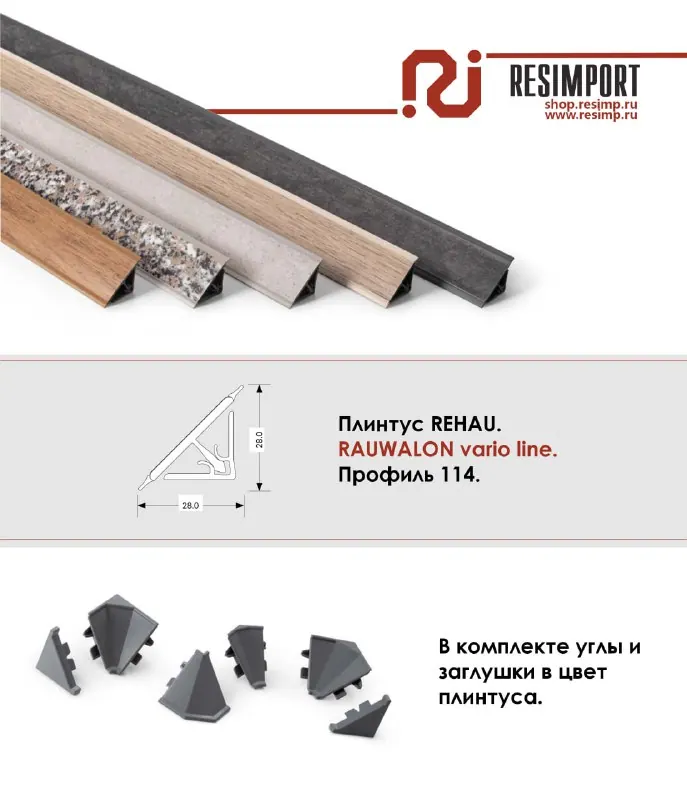 RESIMPORT
shop.resimp.ru
www.resimp.ru
28.0
28.0
Плинтус REHAU.
RAUWALON vario line.
Профиль 114.
В комплекте углы и
заглушки в цвет
плинтуса.